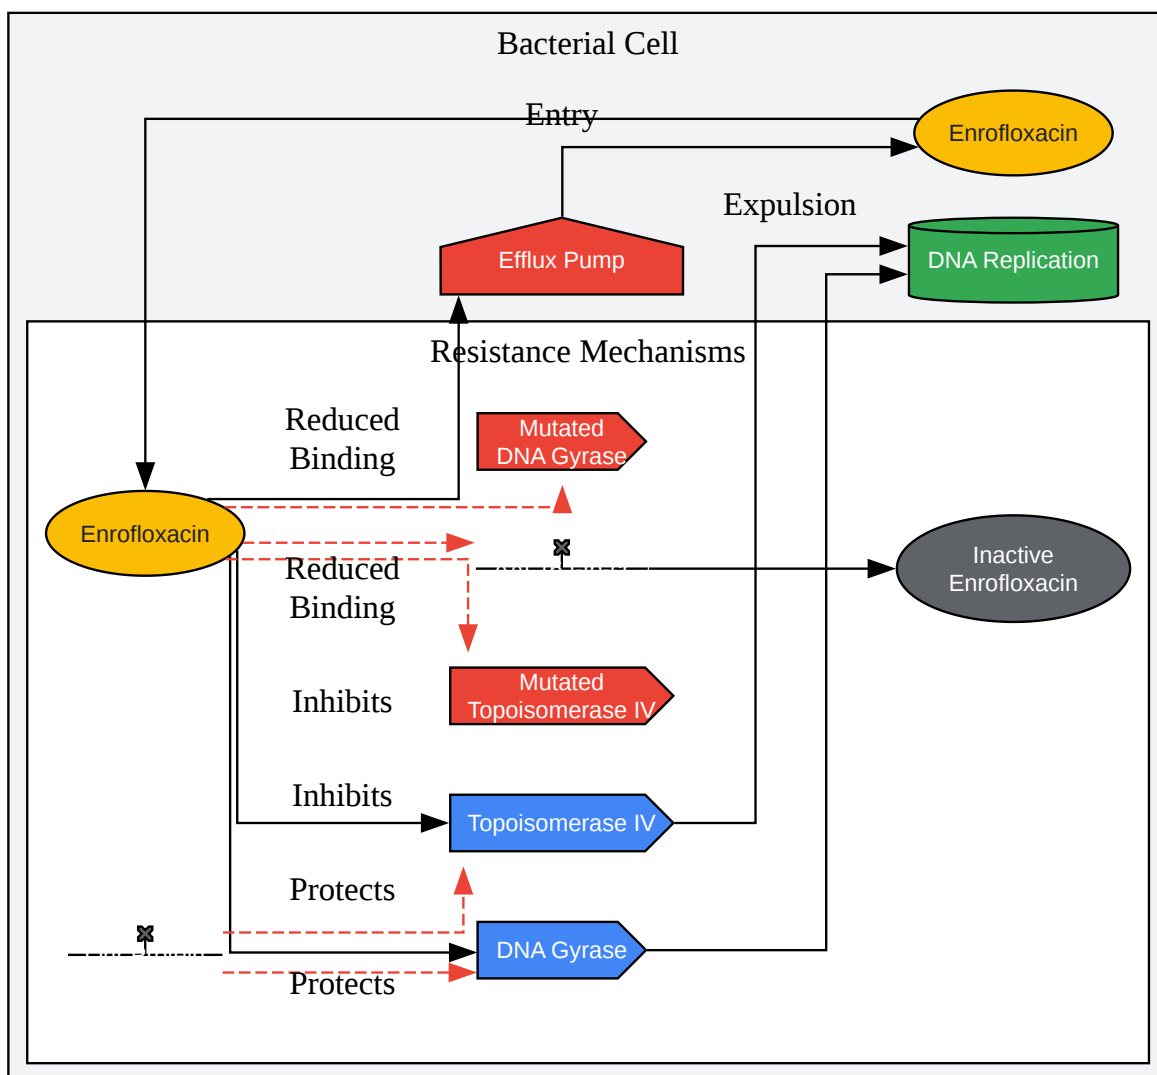 Bacterial Cell
Entry
Enrofloxacin
Expulsion
Efflux Pump
DNA Replication
Resistance Mechanisms
Reduced
Binding
Mutated
DNA Gyrase
Enrofloxacin
Reduced
Binding
Inactive
Enrofloxacin
Inhibits
Mutated
Topoisomerase IV
Inhibits
Topoisomerase IV
Protects
DNA Gyrase
Protects